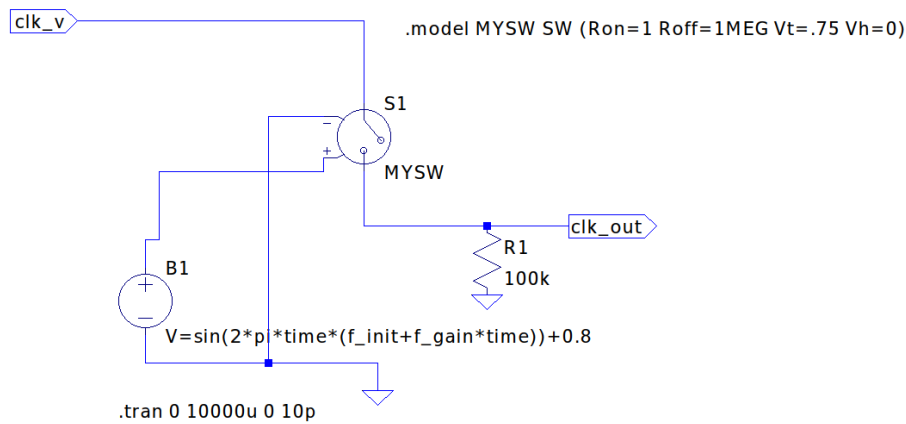 clk_v
.model MYSW SW (Ron=1 Roff=1MEG Vt=.75 Vh=0)
S1
MYSW
clk_out
R1
100k
B1
V=sin(2*pi*time*(f_init+f_gain*time))+0.8
.tran 0 10000u 0 10p